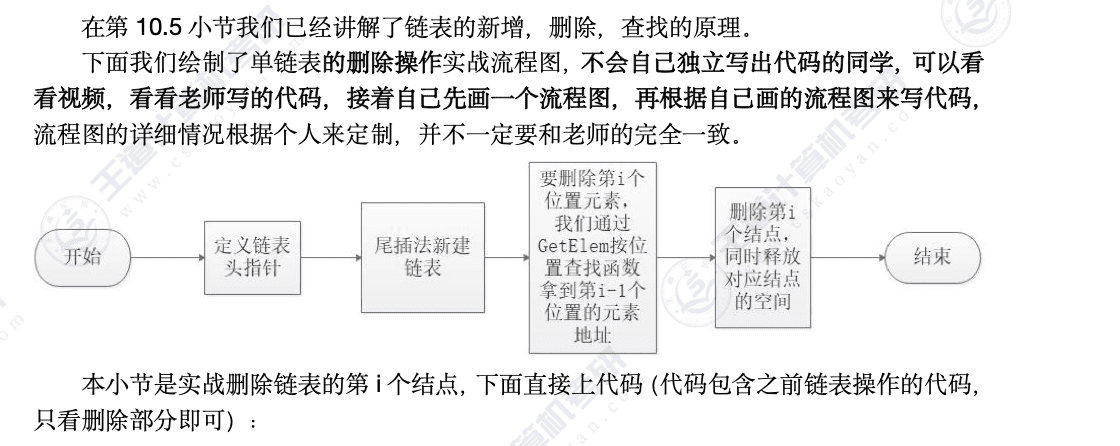 在第 10.5 小节我们已经讲解了链表的新增，删除，查找的原理。
下面我们绘制了单链表的删除操作实战流程图，不会自己独立写出代码的同学，可以看
看视频，看看老师写的代码，接着自己先画一个流程图，再根据自己画的流程图来写代码，
流程图的详细情况根据个人来定制，并不一定要和老师的完全一致。
开始
定义链表
头指针
尾插法新建
链表
要删除第i个
位置元素，
我们通过
GetElem按位
置查找函数
拿到第i-1个
位置的元素
地址
删除第i
个结点，
同时释放
对应结点
的空间
结束
本小节是实战删除链表的第 i 个结点，下面直接上代码（代码包含之前链表操作的代码，
只看删除部分即可）：